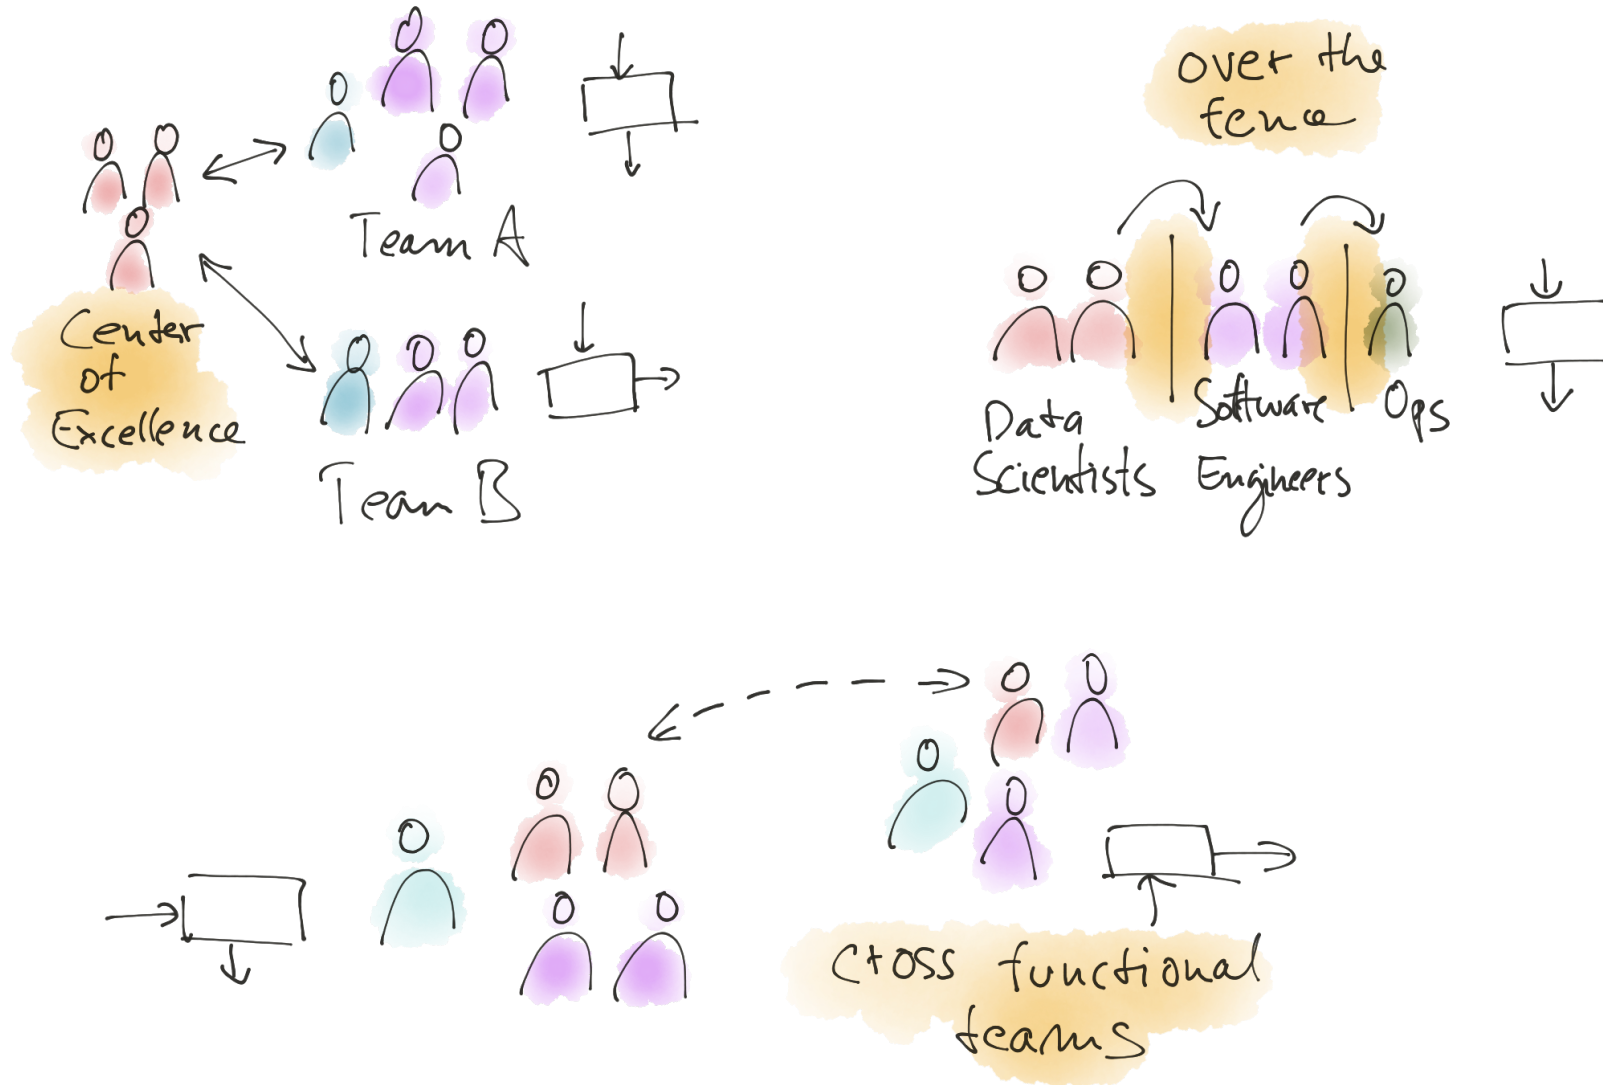 Team A
Center
of
Excellence
Team B
over the
fence
Data
Scientists
Software
Engineers
Ops
cross functional
teams